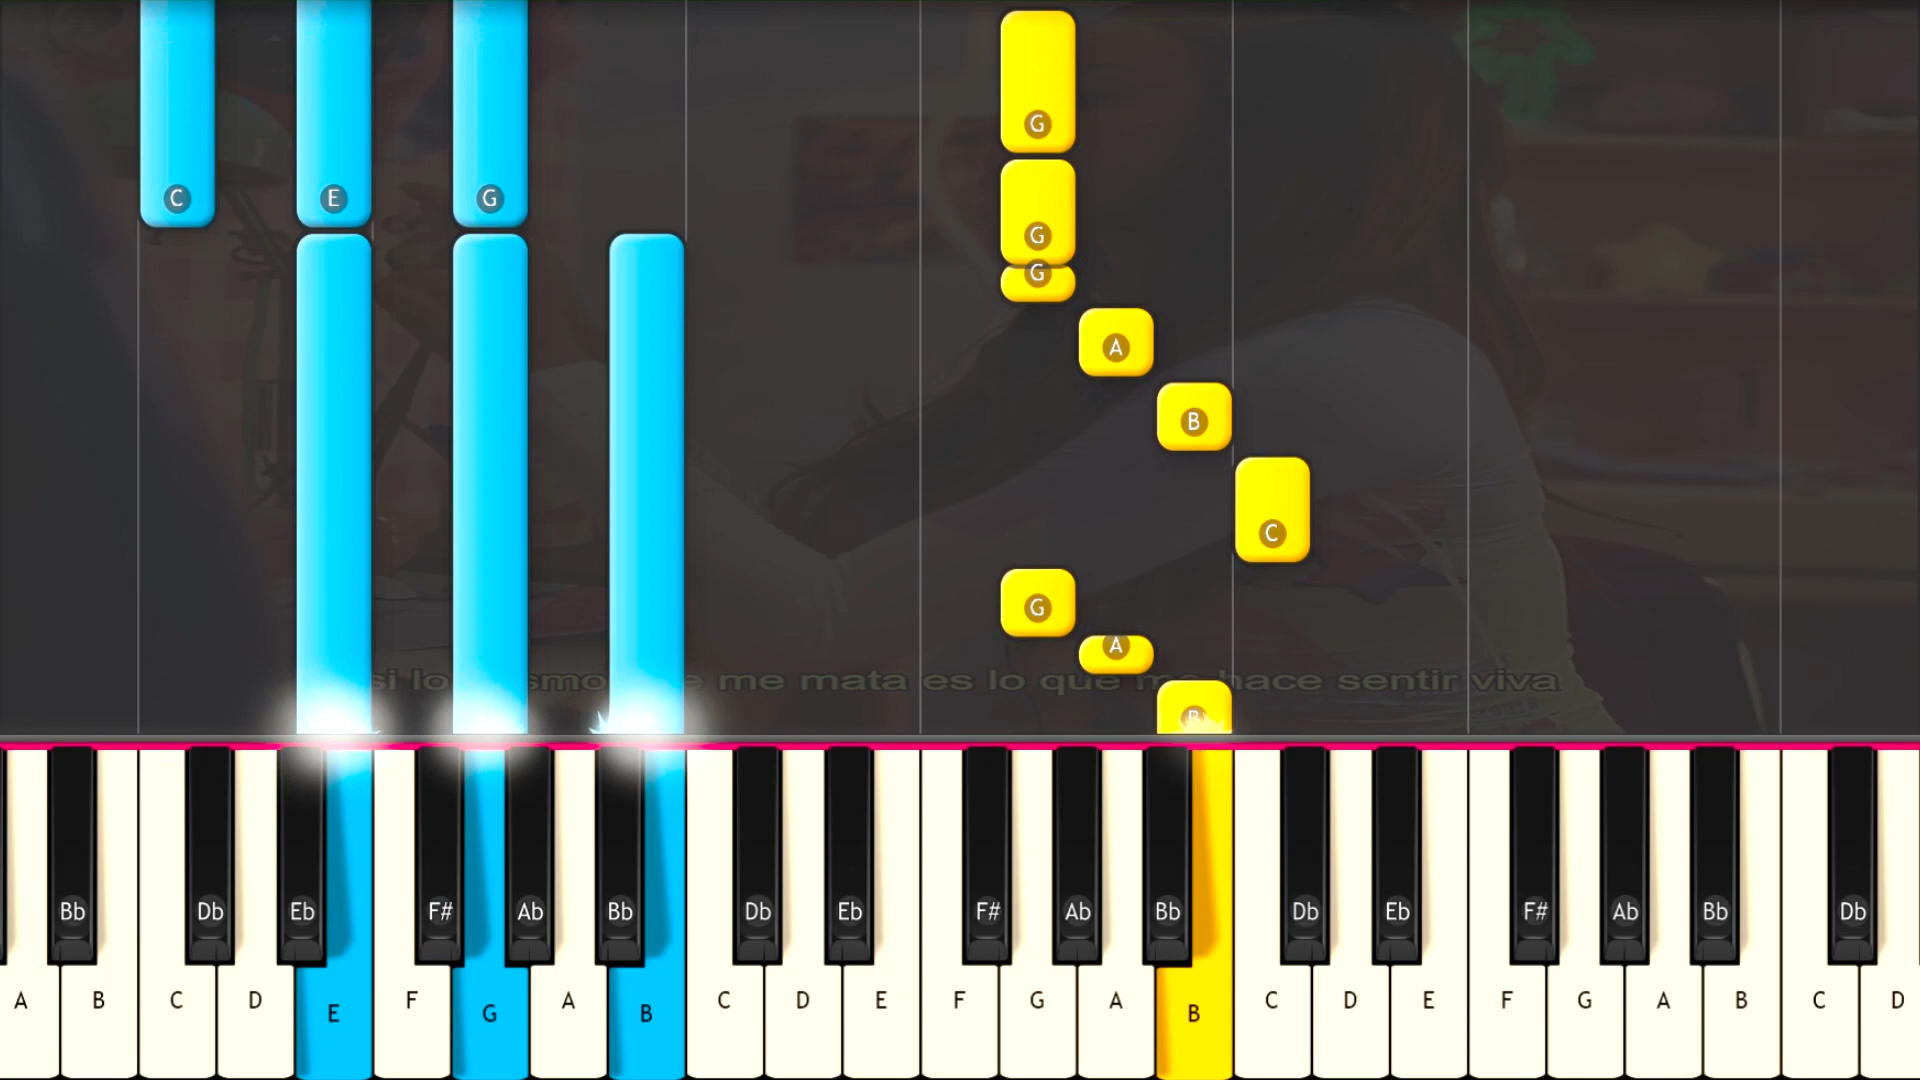 G
C E G
G
G
A
B
C
G
A
si lo me mata es lo que me hace sentir viva
B
Bb Db Eb F# Ab Bb Db Eb F# Ab Bb Db Eb F# Ab Bb Db
A B C D E F G A B C D E F G A B C D E F G A B C D